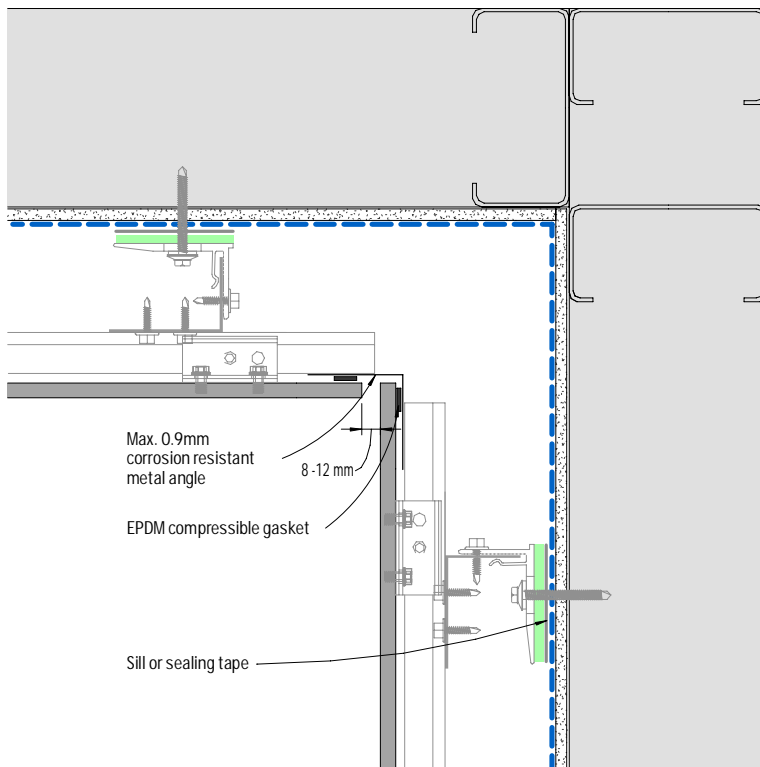 Max. 0.9mm
corrosion resistant
metal angle
8 -12 mm
EPDM compressible gasket
Sill or sealing tape